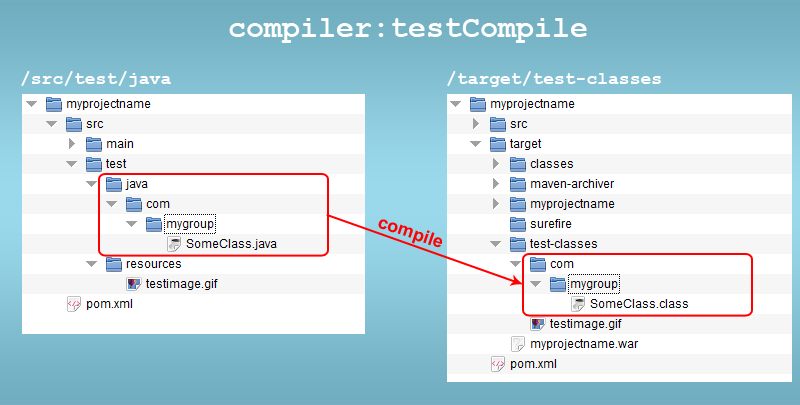 compiler:testCompile
/src/test/java
myprojectname
src
main
test
java
com
mygroup
SomeClass.java
resources
testimage.gif
pom.xml
compile
/target/test-classes
myprojectname
src
target
classes
maven-archiver
myprojectname
surefire
test-classes
com
mygroup
SomeClass.class
testimage.gif
myprojectname.war
pom.xml